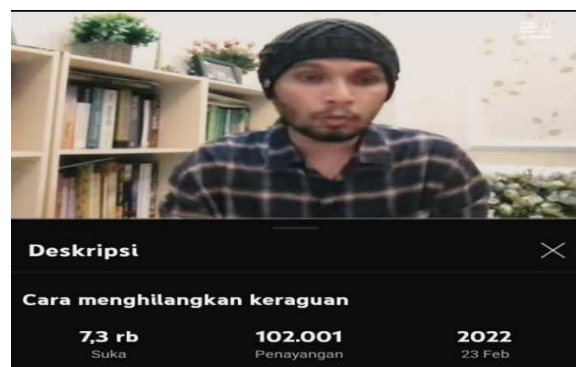 Deskripsi
Cara menghilangkan keraguan
7,3 rb 102.001 2022
Suka Penayangan 23 Feb